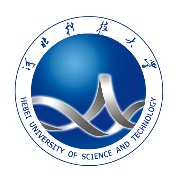 河北科技大学
HEBEI UNIVERSITY OF SCIENCE AND TECHNOLOGY